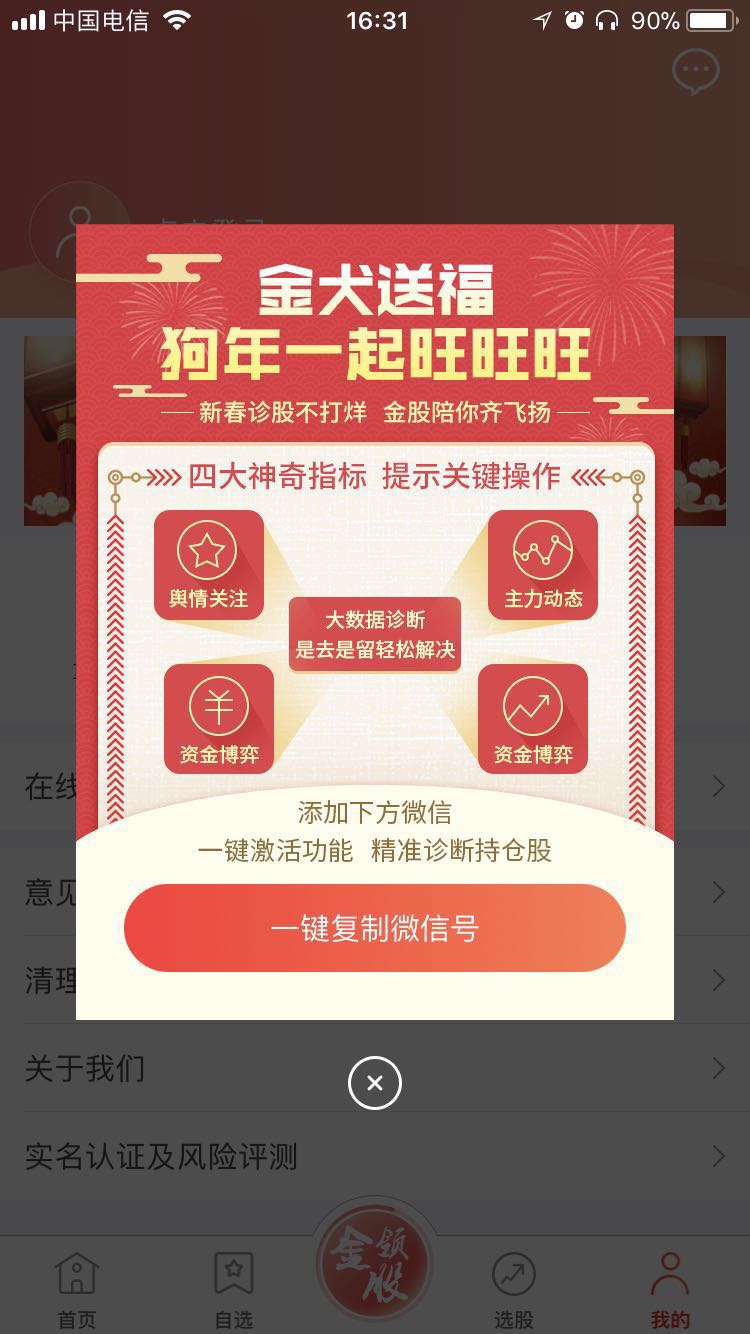 中国电信
16:31
90%
金犬送福
狗年一起旺旺旺
新春诊股不打烊 金股陪你齐飞扬
四大神奇指标 提示关键操作
舆情关注
主力动态
大数据诊断
是去是留轻松解决
资金博弈
资金博弈
添加下方微信
一键激活功能 精准诊断持仓股
一键复制微信号
在线
意见
清理
关于我们
实名认证及风险评测
金领股
首页
自选
选股
我的